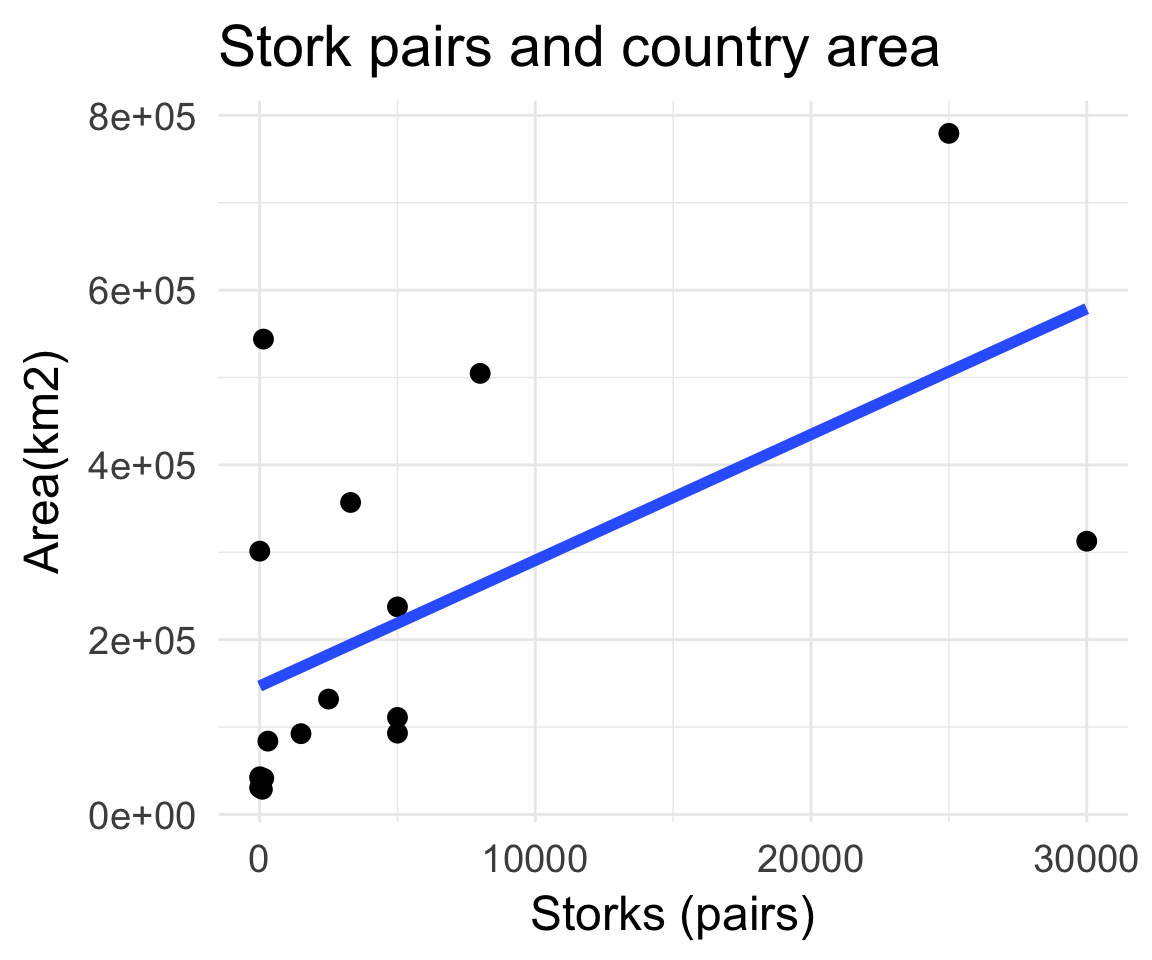 Stork pairs and country area
8e+05
6e+05
4e+05
2e+05
0e+00
Area(km2)
0 10000 20000 30000
Storks (pairs)